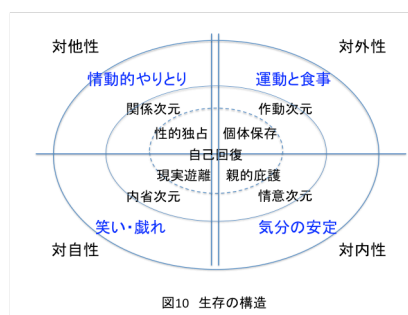 対他性 対外性
情動的やりとり 運動と食事
関係次元 作動次元
性的独占 個体保存
自己回復
現実遊離 親的庇護
内省次元 情意次元
笑い・戯れ 気分の安定
対自性 対内性
図10 生存の構造